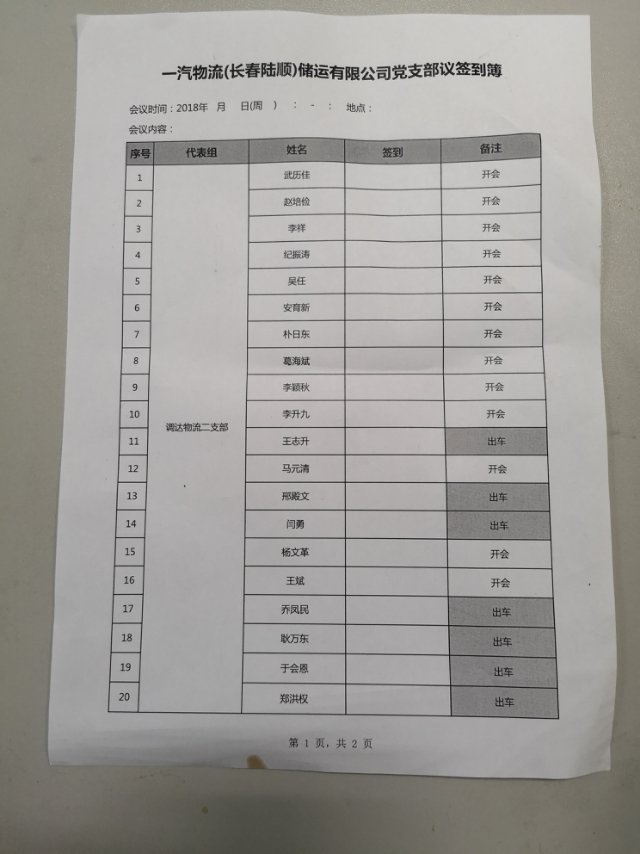 一汽物流(长春陆顺)储运有限公司党支部议签到簿
会议时间：2018年 月 日(周 ) ： - ： 地点：
会议内容：
序号 代表组 姓名 签到 备注
1 武历佳 开会
2 赵培俭 开会
3 李祥 开会
4 纪振涛 开会
5 吴任 开会
6 安育新 开会
7 朴日东 开会
8 葛海斌 开会
9 李颖秋 开会
10 李升九 开会
调达物流二支部
11 王志升 出车
12 马元清 开会
13 邢殿文 出车
14 闫勇 出车
15 杨文革 开会
16 王斌 开会
17 乔凤民 出车
18 耿万东 出车
19 于会恩 出车
20 郑洪权 出车
第 1 页, 共 2 页